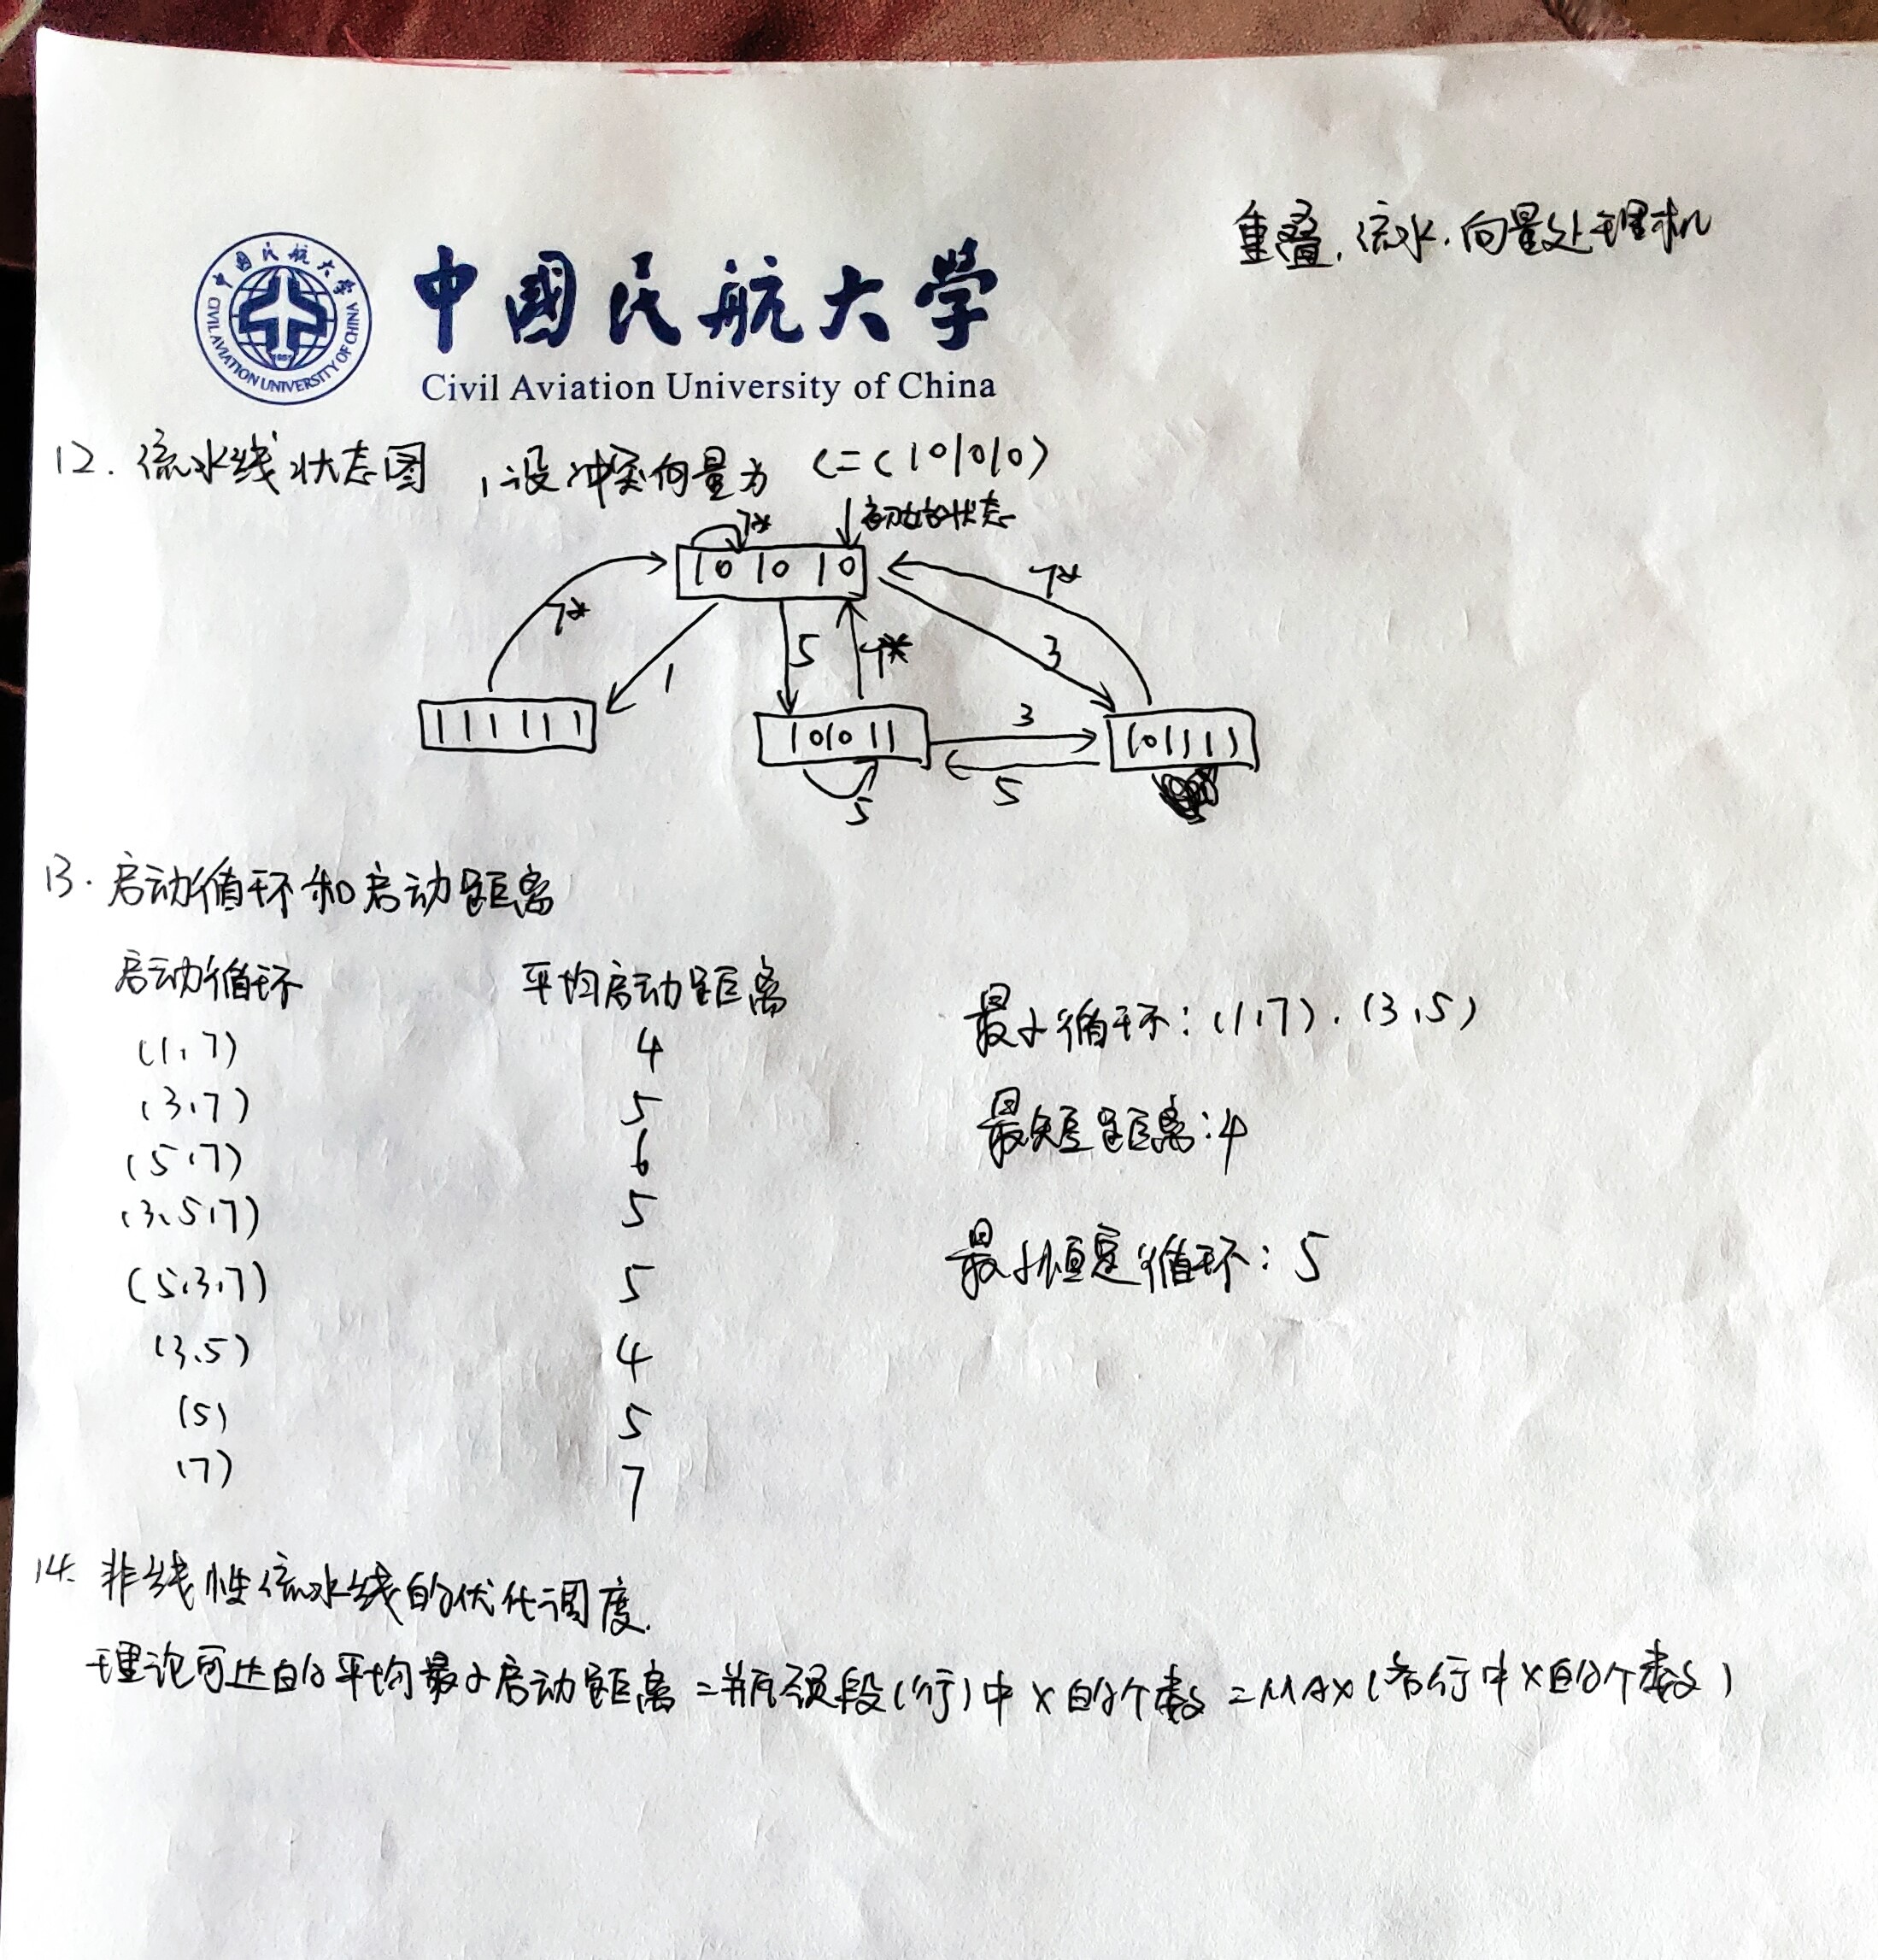 重叠、流水、向量处理机
中國民航大学
CIVIL AVIATION UNIVERSITY OF CHINA
1951
Civil Aviation University of China
12. 流水线状态图，设冲突向量为 C=(101010)
7* 初始状态
101010
7* 1 5 7* 3 7*
111111 101011 3 101111
5 5
13. 启动循环和启动距离
启动循环 平均启动距离
(1,7) 4 最小循环：(1,7)、(3,5)
(3,7) 5
(5,7) 6 最短距离：4
(3,5,7) 5
(5,3,7) 5 最小恒定循环：5
(3,5) 4
(5) 5
(7) 7
14. 非线性流水线的优化调度.
理论可达的平均最小启动距离=瓶颈段(行)中X的个数=MAX(各行中X的个数)